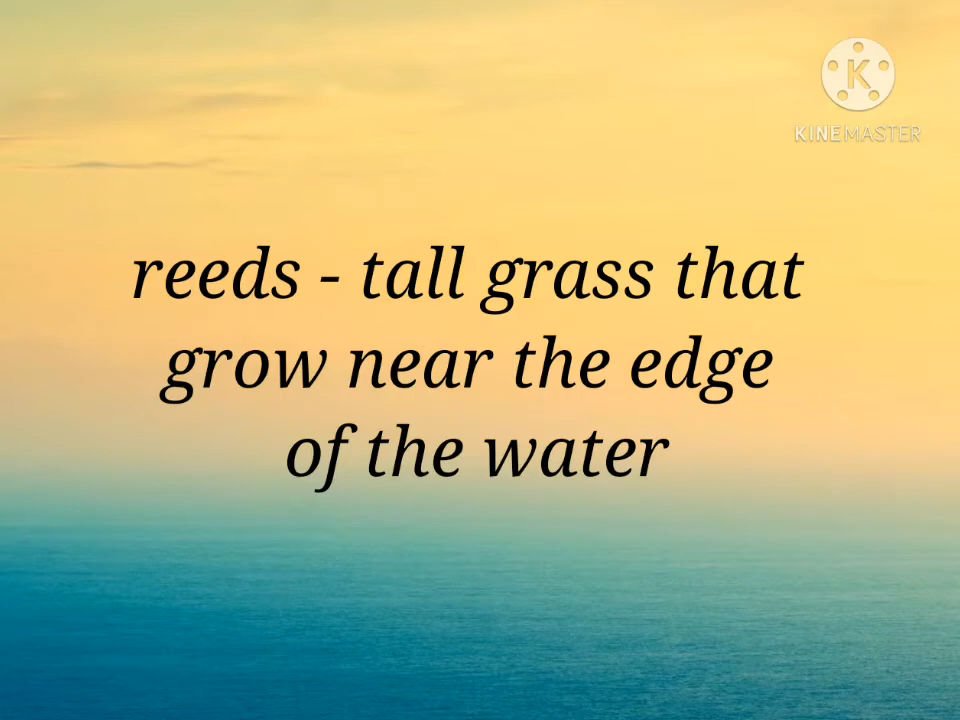 KINEMASTER
reeds - tall grass that
grow near the edge
of the water